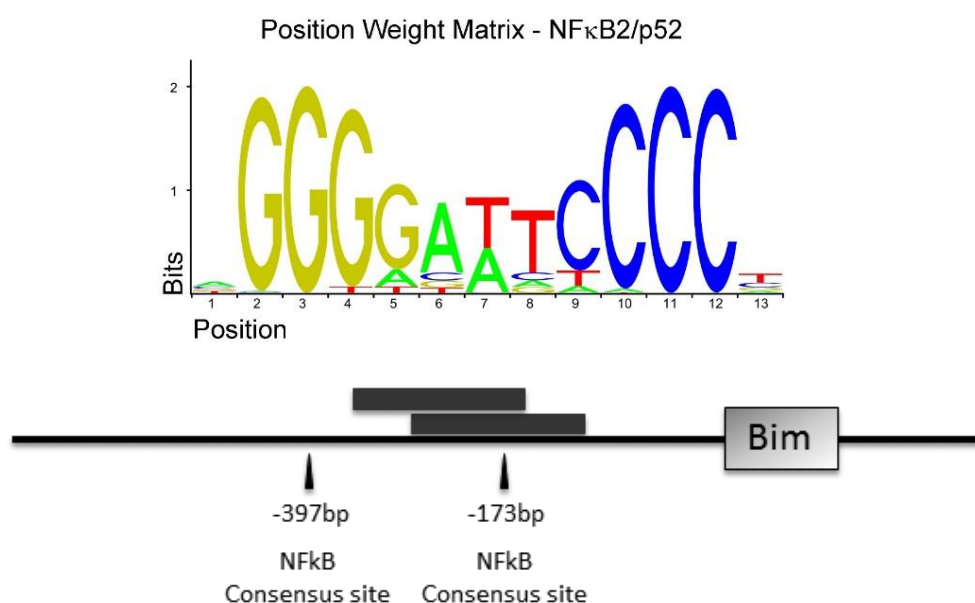 Position Weight Matrix - NFκB2/p52
2
1
Bits
GGGGATTCCCC
1 2 3 4 5 6 7 8 9 10 11 12 13
Position
Bim
-397bp -173bp
NFkB NFkB
Consensus site Consensus site